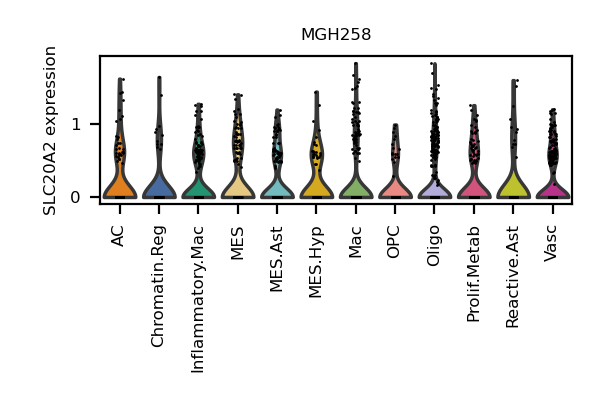 MGH258
SLC20A2 expression
1
0
AC
Chromatin.Reg
Inflammatory.Mac
MES
MES.Ast
MES.Hyp
Mac
OPC
Oligo
Prolif.Metab
Reactive.Ast
Vasc